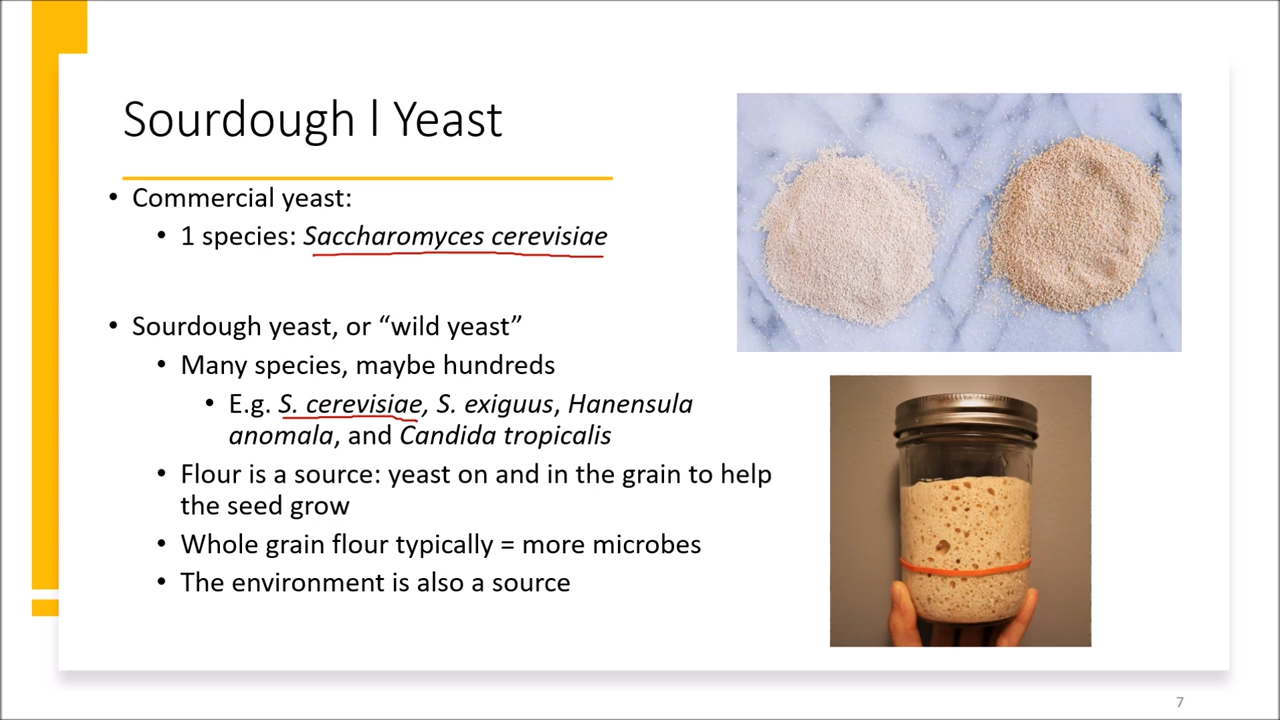 Sourdough l Yeast
• Commercial yeast:
• 1 species: Saccharomyces cerevisiae
• Sourdough yeast, or “wild yeast”
• Many species, maybe hundreds
• E.g. S. cerevisiae, S. exiguus, Hanensula
anomala, and Candida tropicalis
• Flour is a source: yeast on and in the grain to help
the seed grow
• Whole grain flour typically = more microbes
• The environment is also a source
7